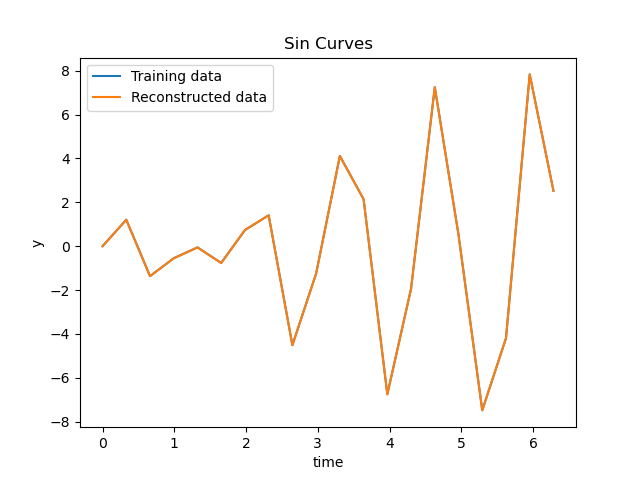 Sin Curves
Training data
Reconstructed data
8
6
4
2
0
−2
−4
−6
−8
y
0 1 2 3 4 5 6
time